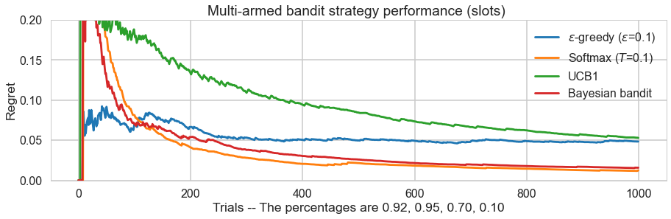 Multi-armed bandit strategy performance (slots)
0.20
0.15
0.10
0.05
0.00
Regret
ε-greedy (ε=0.1)
Softmax (T=0.1)
UCB1
Bayesian bandit
0
200
400
600
800
1000
Trials -- The percentages are 0.92, 0.95, 0.70, 0.10